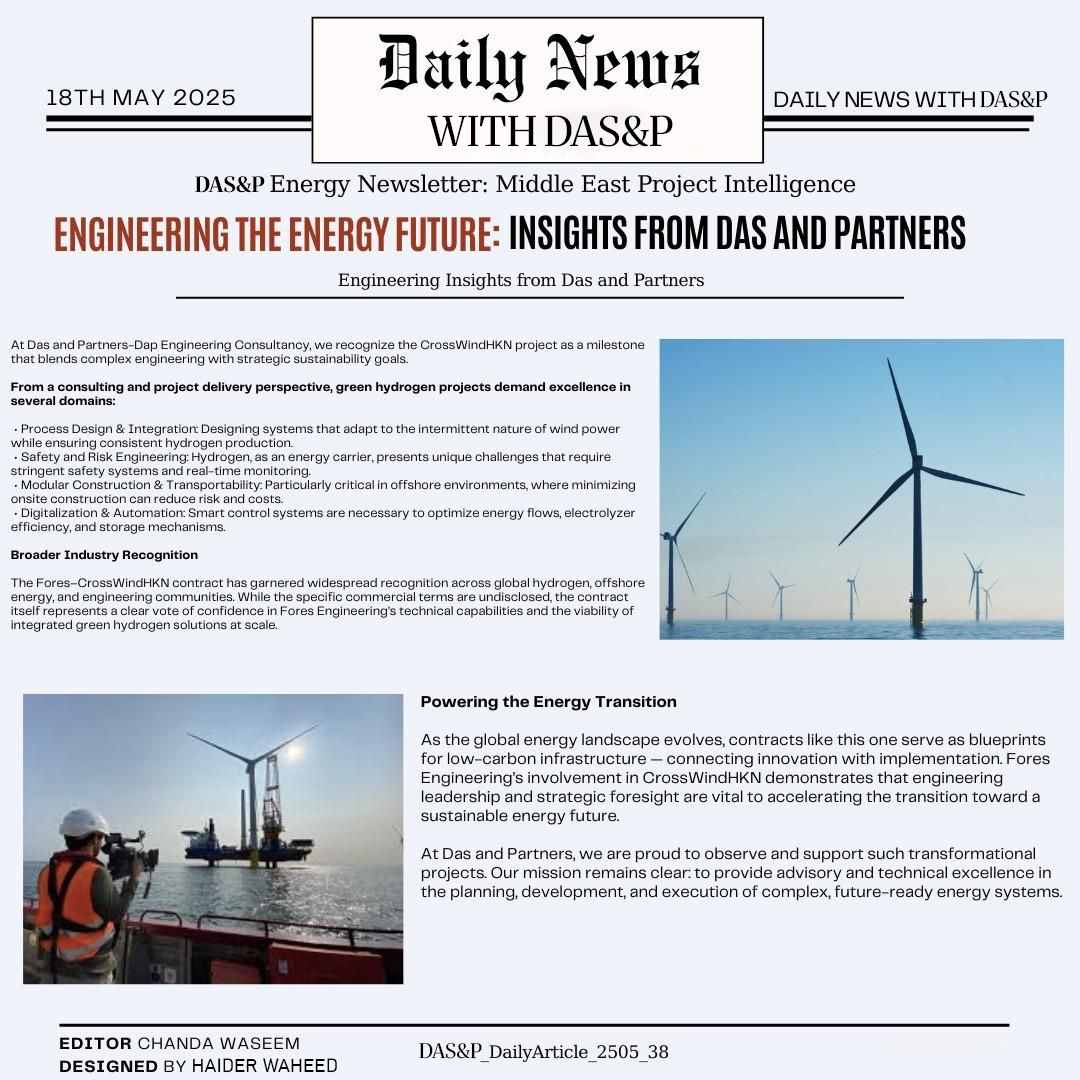 18TH MAY 2025
Daily News
WITH DAS&P
DAILY NEWS WITH DAS&P
DAS&P Energy Newsletter: Middle East Project Intelligence
ENGINEERING THE ENERGY FUTURE: INSIGHTS FROM DAS AND PARTNERS
Engineering Insights from Das and Partners
At Das and Partners-Dap Engineering Consultancy, we recognize the CrossWindHKN project as a milestone
that blends complex engineering with strategic sustainability goals.
From a consulting and project delivery perspective, green hydrogen projects demand excellence in
several domains:
• Process Design & Integration: Designing systems that adapt to the intermittent nature of wind power
while ensuring consistent hydrogen production.
• Safety and Risk Engineering: Hydrogen, as an energy carrier, presents unique challenges that require
stringent safety systems and real-time monitoring.
• Modular Construction & Transportability: Particularly critical in offshore environments, where minimizing
onsite construction can reduce risk and costs.
• Digitalization & Automation: Smart control systems are necessary to optimize energy flows, electrolyzer
efficiency, and storage mechanisms.
Broader Industry Recognition
The Fores–CrossWindHKN contract has garnered widespread recognition across global hydrogen, offshore
energy, and engineering communities. While the specific commercial terms are undisclosed, the contract
itself represents a clear vote of confidence in Fores Engineering's technical capabilities and the viability of
integrated green hydrogen solutions at scale.
Powering the Energy Transition
As the global energy landscape evolves, contracts like this one serve as blueprints
for low-carbon infrastructure — connecting innovation with implementation. Fores
Engineering's involvement in CrossWindHKN demonstrates that engineering
leadership and strategic foresight are vital to accelerating the transition toward a
sustainable energy future.
At Das and Partners, we are proud to observe and support such transformational
projects. Our mission remains clear: to provide advisory and technical excellence in
the planning, development, and execution of complex, future-ready energy systems.
EDITOR CHANDA WASEEM
DESIGNED BY HAIDER WAHEED
DAS&P_DailyArticle_2505_38